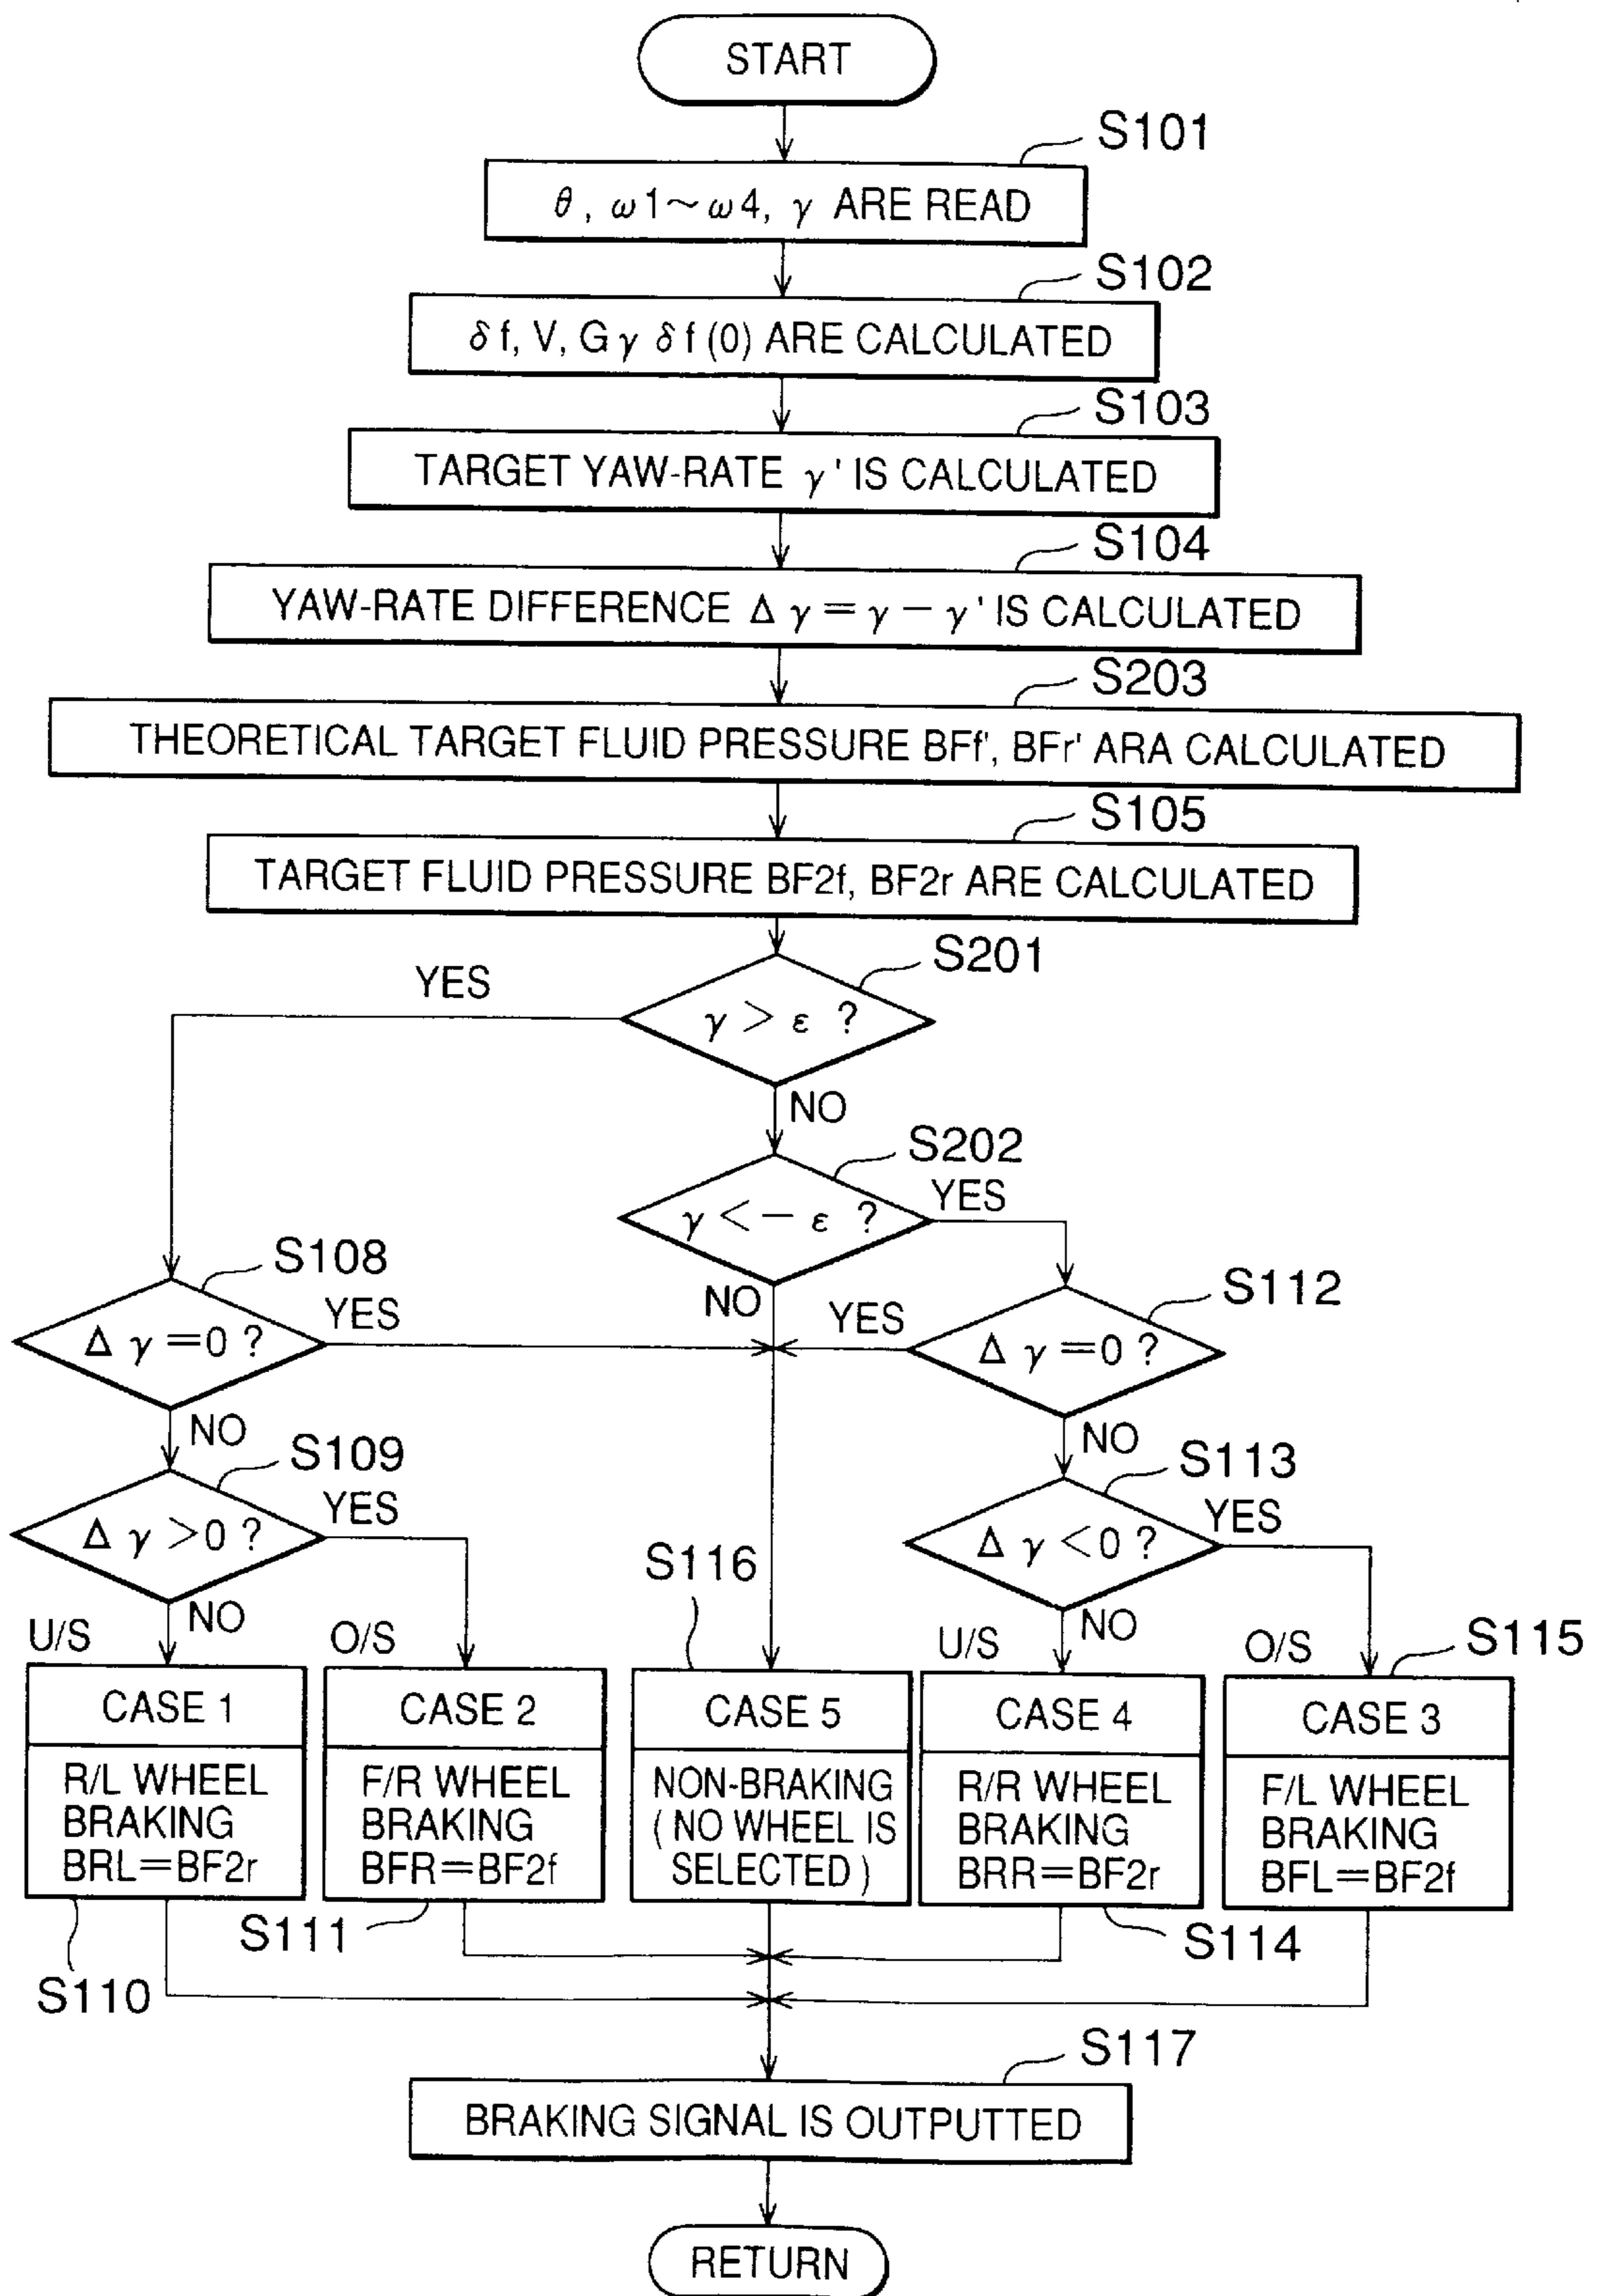 START
S101
θ, ω1~ω4, γ ARE READ
S102
δf, V, Gγδf(0) ARE CALCULATED
S103
TARGET YAW-RATE γ' IS CALCULATED
S104
YAW-RATE DIFFERENCE Δγ=γ-γ' IS CALCULATED
S203
THEORETICAL TARGET FLUID PRESSURE BFf', BFr' ARA CALCULATED
S105
TARGET FLUID PRESSURE BF2f, BF2r ARE CALCULATED
S201
γ > ε ?
YES
NO
S202
γ < - ε ?
YES
NO
S108
Δγ=0 ?
YES
NO
S112
Δγ=0 ?
YES
NO
S109
Δγ>0 ?
YES
NO
S113
Δγ<0 ?
YES
NO
U/S
CASE 1
R/L WHEEL
BRAKING
BRL=BF2r
S110
O/S
CASE 2
F/R WHEEL
BRAKING
BFR=BF2f
S111
S116
CASE 5
NON-BRAKING
(NO WHEEL IS
SELECTED)
U/S
CASE 4
R/R WHEEL
BRAKING
BRR=BF2r
S114
O/S
S115
CASE 3
F/L WHEEL
BRAKING
BFL=BF2f
S117
BRAKING SIGNAL IS OUTPUTTED
RETURN